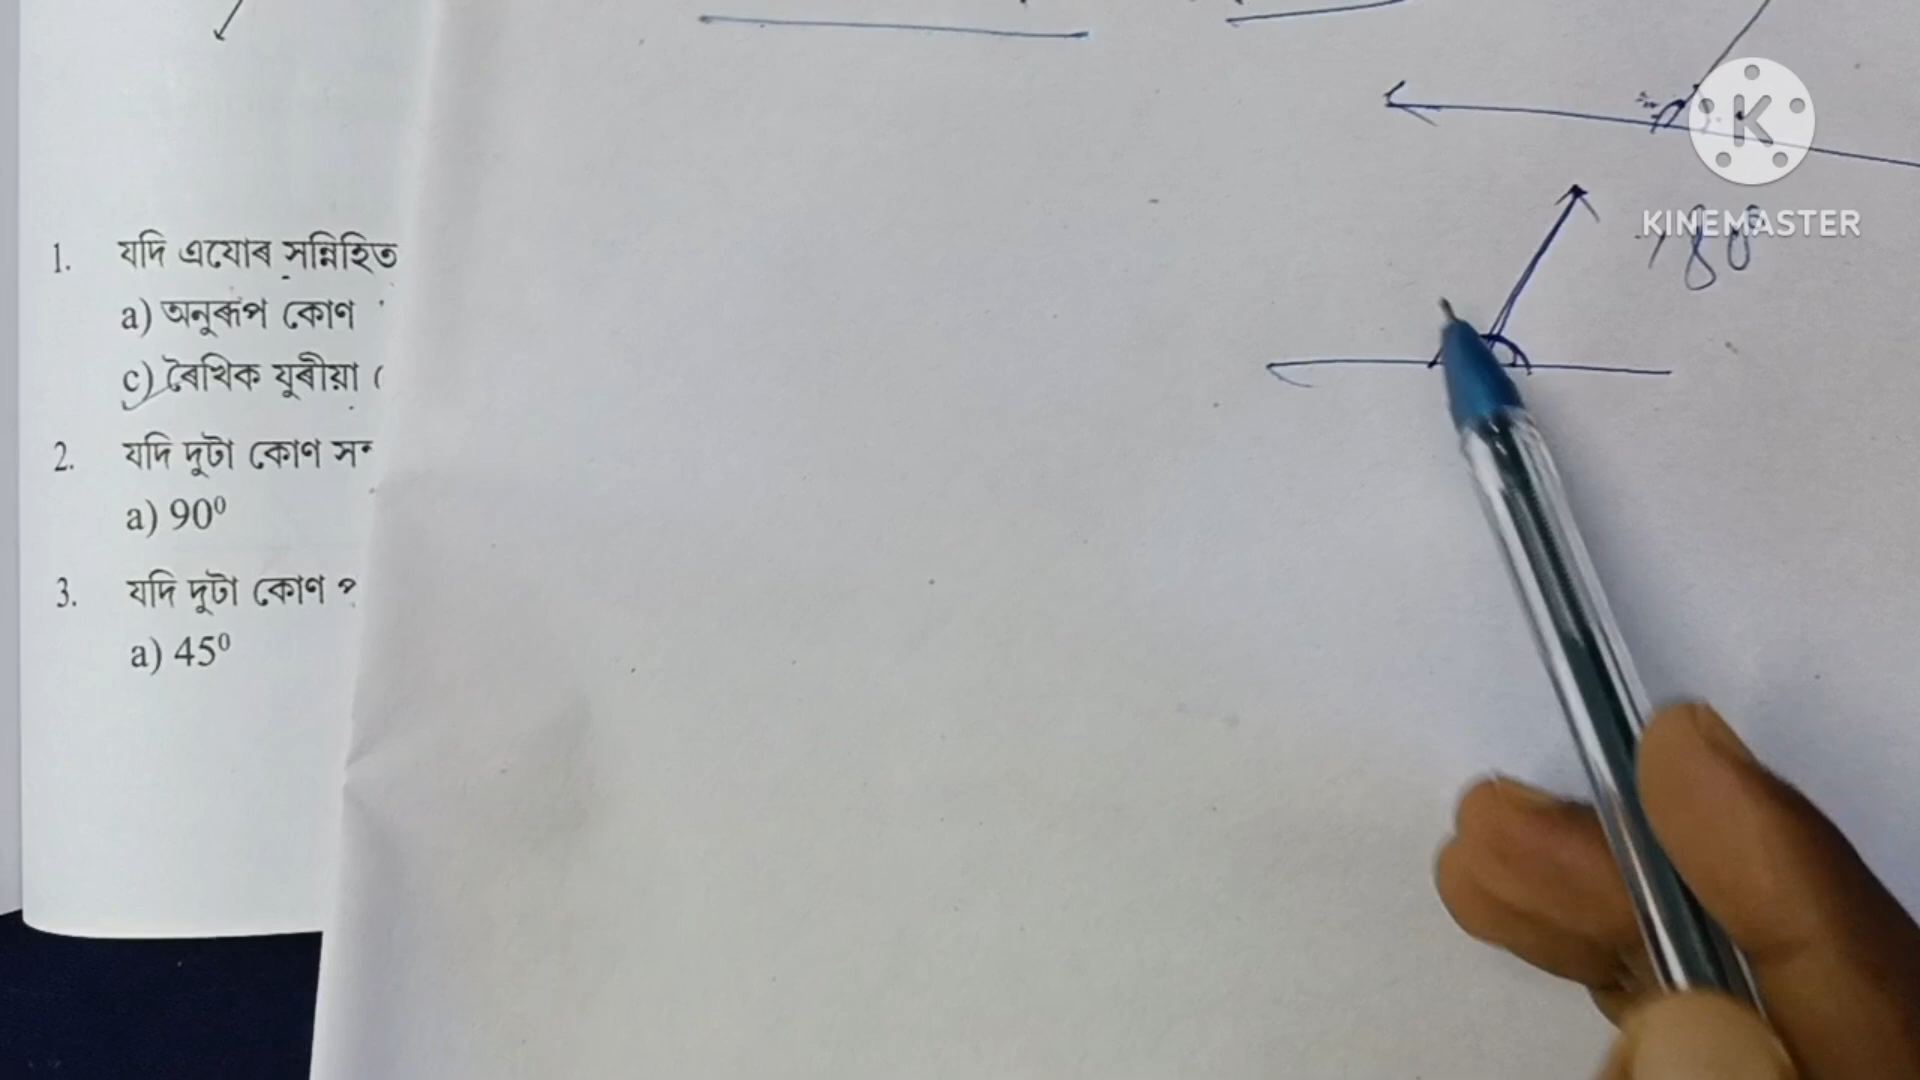 1. যদি এযোৰ সন্নিহিত
a) অনুৰূপ কোণ
c) ৰৈখিক যুৰীয়া (
2. যদি দুটা কোণ
a) 90⁰
3. যদি দুটা কোণ
a) 45⁰
KINEMASTER
180°